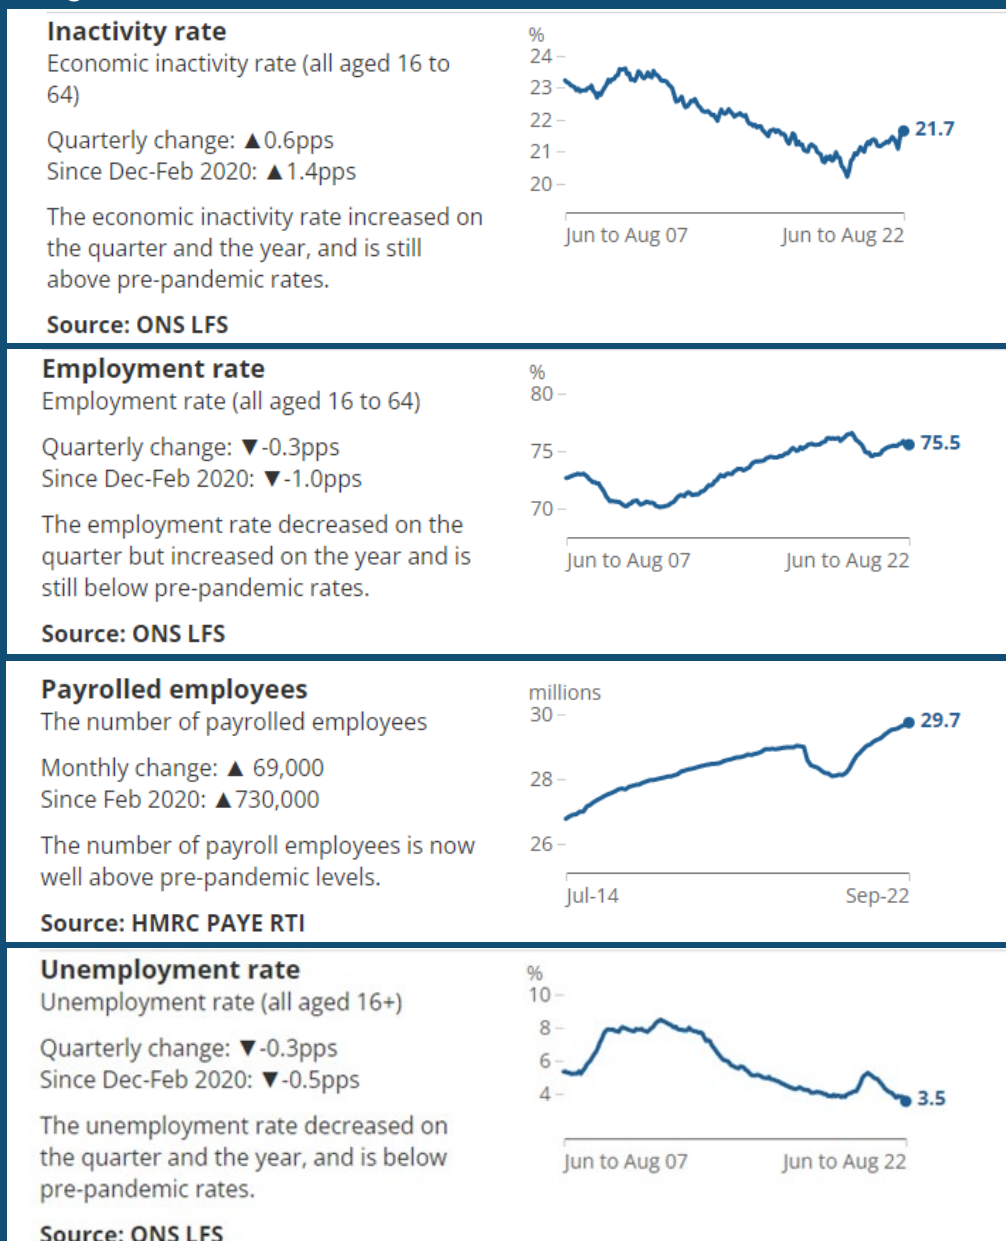 Inactivity rate
Economic inactivity rate (all aged 16 to
64)
Quarterly change: ▲0.6pps
Since Dec-Feb 2020: ▲1.4pps
The economic inactivity rate increased on
the quarter and the year, and is still
above pre-pandemic rates.
Source: ONS LFS
%
24
23
22
21
20
21.7
Jun to Aug 07
Jun to Aug 22
Employment rate
Employment rate (all aged 16 to 64)
Quarterly change: ▼-0.3pps
Since Dec-Feb 2020: ▼-1.0pps
The employment rate decreased on the
quarter but increased on the year and is
still below pre-pandemic rates.
Source: ONS LFS
%
80
75
70
75.5
Jun to Aug 07
Jun to Aug 22
Payrolled employees
The number of payrolled employees
Monthly change: ▲ 69,000
Since Feb 2020: ▲730,000
The number of payroll employees is now
well above pre-pandemic levels.
Source: HMRC PAYE RTI
millions
30
28
26
29.7
Jul-14
Sep-22
Unemployment rate
Unemployment rate (all aged 16+)
Quarterly change: ▼-0.3pps
Since Dec-Feb 2020: ▼-0.5pps
The unemployment rate decreased on
the quarter and the year, and is below
pre-pandemic rates.
Source: ONS LFS
%
10
8
6
4
3.5
Jun to Aug 07
Jun to Aug 22